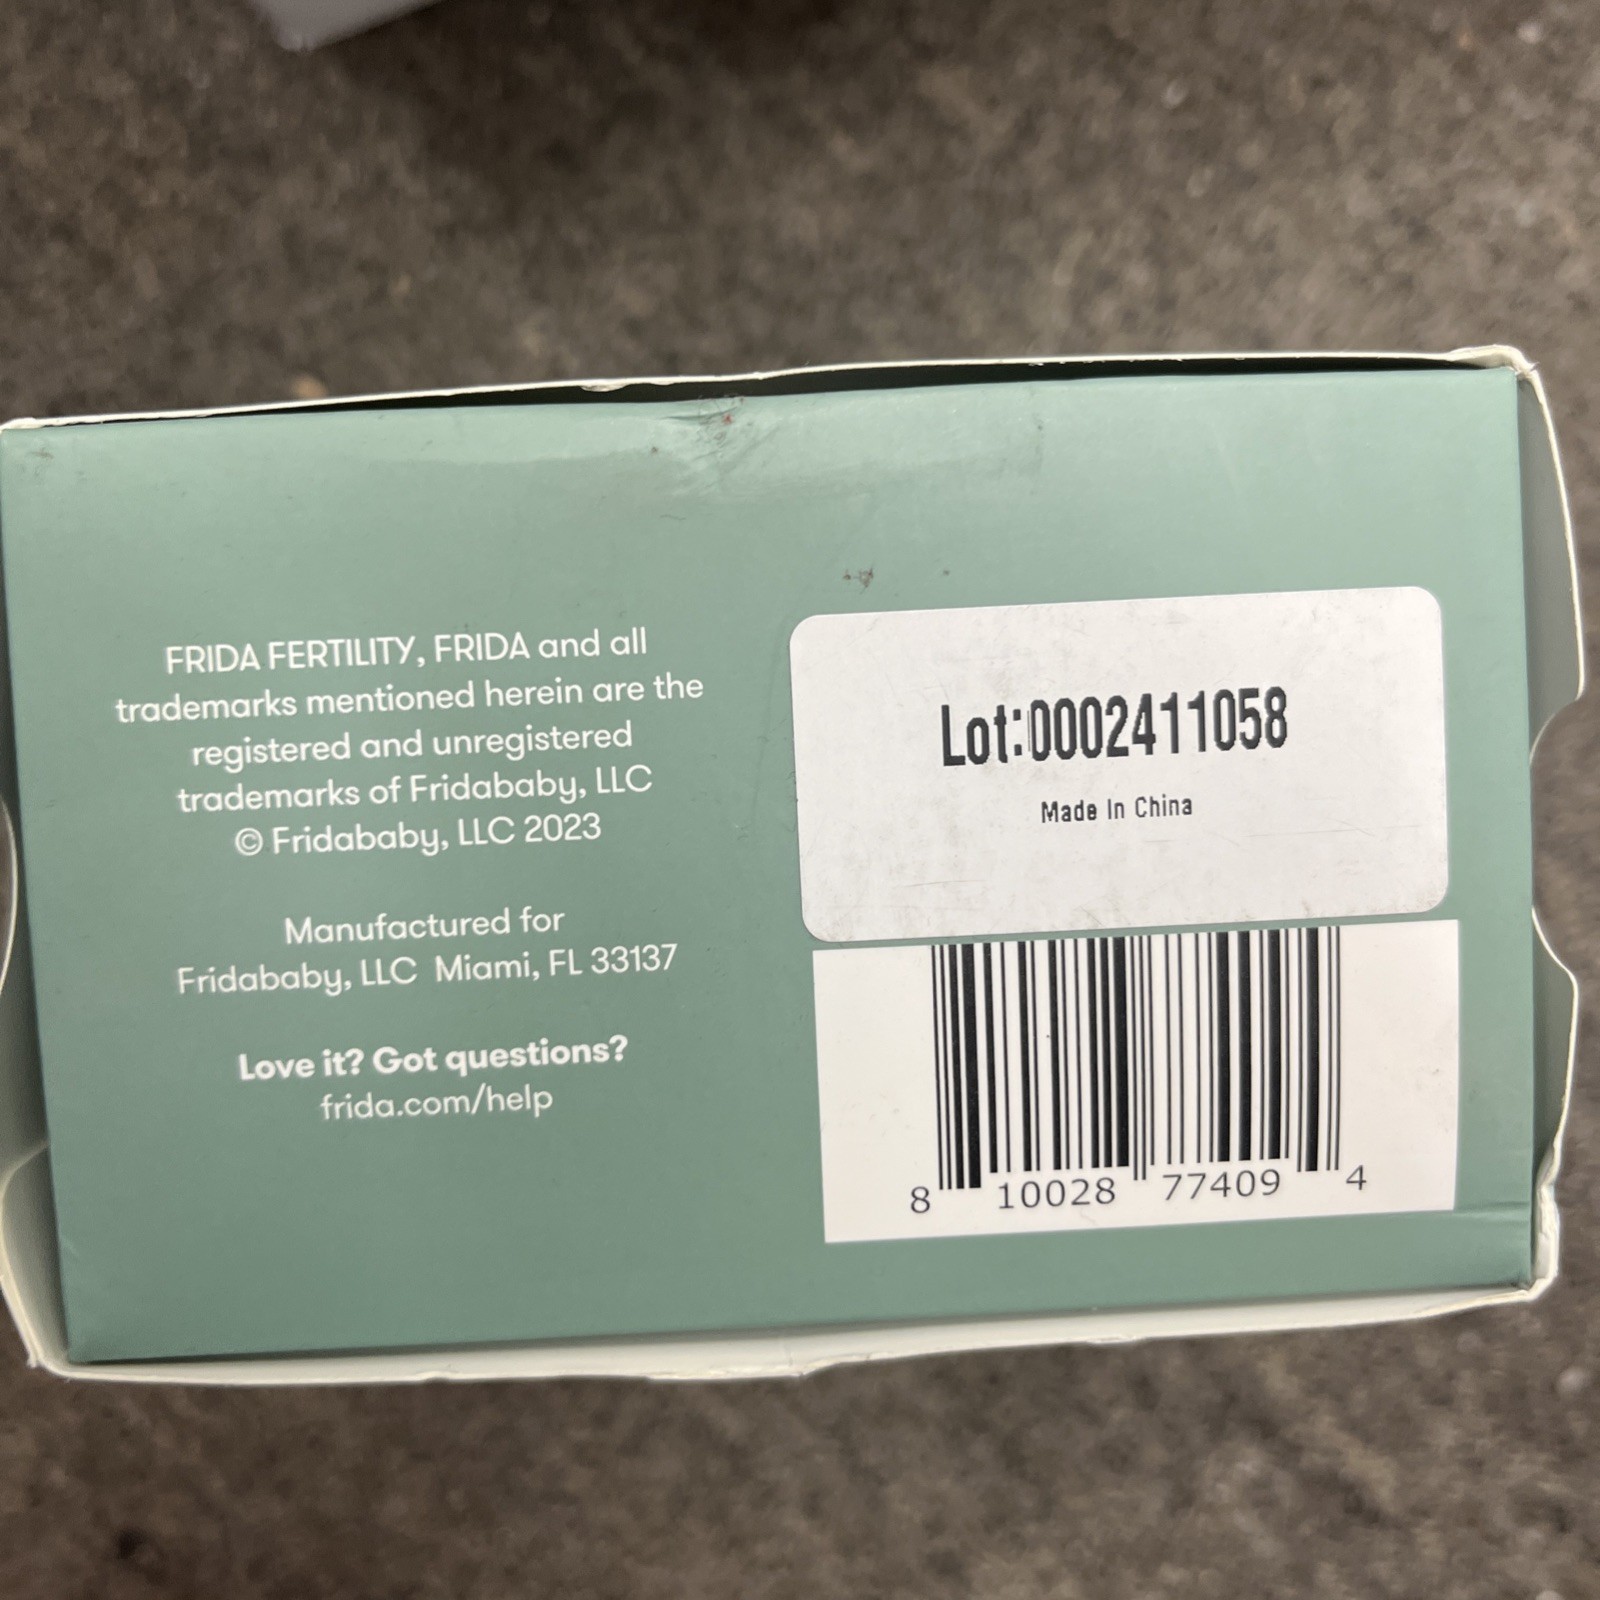 FRIDA FERTILITY, FRIDA and all
trademarks mentioned herein are the
registered and unregistered
trademarks of Fridababy, LLC
© Fridababy, LLC 2023
Manufactured for
Fridababy, LLC Miami, FL 33137
Love it? Got questions?
frida.com/help
Lot:0002411058
Made In China
8 10028 77409 4